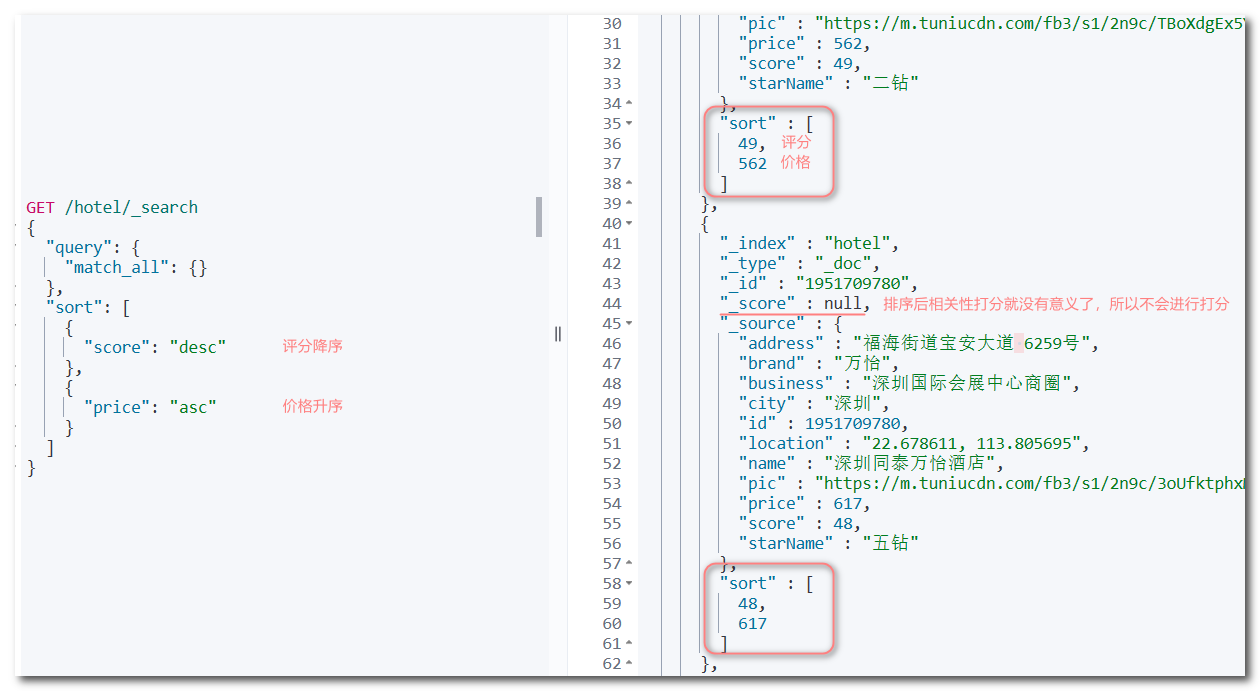 GET /hotel/_search
{
"query": {
"match_all": {}
},
"sort": [
{
"score": "desc" 评分降序
},
{
"price": "asc" 价格升序
}
]
}
30 "pic" : "https://m.tuniucdn.com/fb3/s1/2n9c/TBoXdgEx5
31 "price" : 562,
32 "score" : 49,
33 "starName" : "二钻"
34 },
35 "sort" : [
36 49, 评分
37 562 价格
38 ]
39 },
40 {
41 "_index" : "hotel",
42 "_type" : "_doc",
43 "_id" : "1951709780",
44 "_score" : null, 排序后相关性打分就没有意义了，所以不会进行打分
45 "_source" : {
46 "address" : "福海街道宝安大道 6259号",
47 "brand" : "万怡",
48 "business" : "深圳国际会展中心商圈",
49 "city" : "深圳",
50 "id" : 1951709780,
51 "location" : "22.678611, 113.805695",
52 "name" : "深圳同泰万怡酒店",
53 "pic" : "https://m.tuniucdn.com/fb3/s1/2n9c/3oUfktphx
54 "price" : 617,
55 "score" : 48,
56 "starName" : "五钻"
57 },
58 "sort" : [
59 48,
60 617
61 ]
62 },